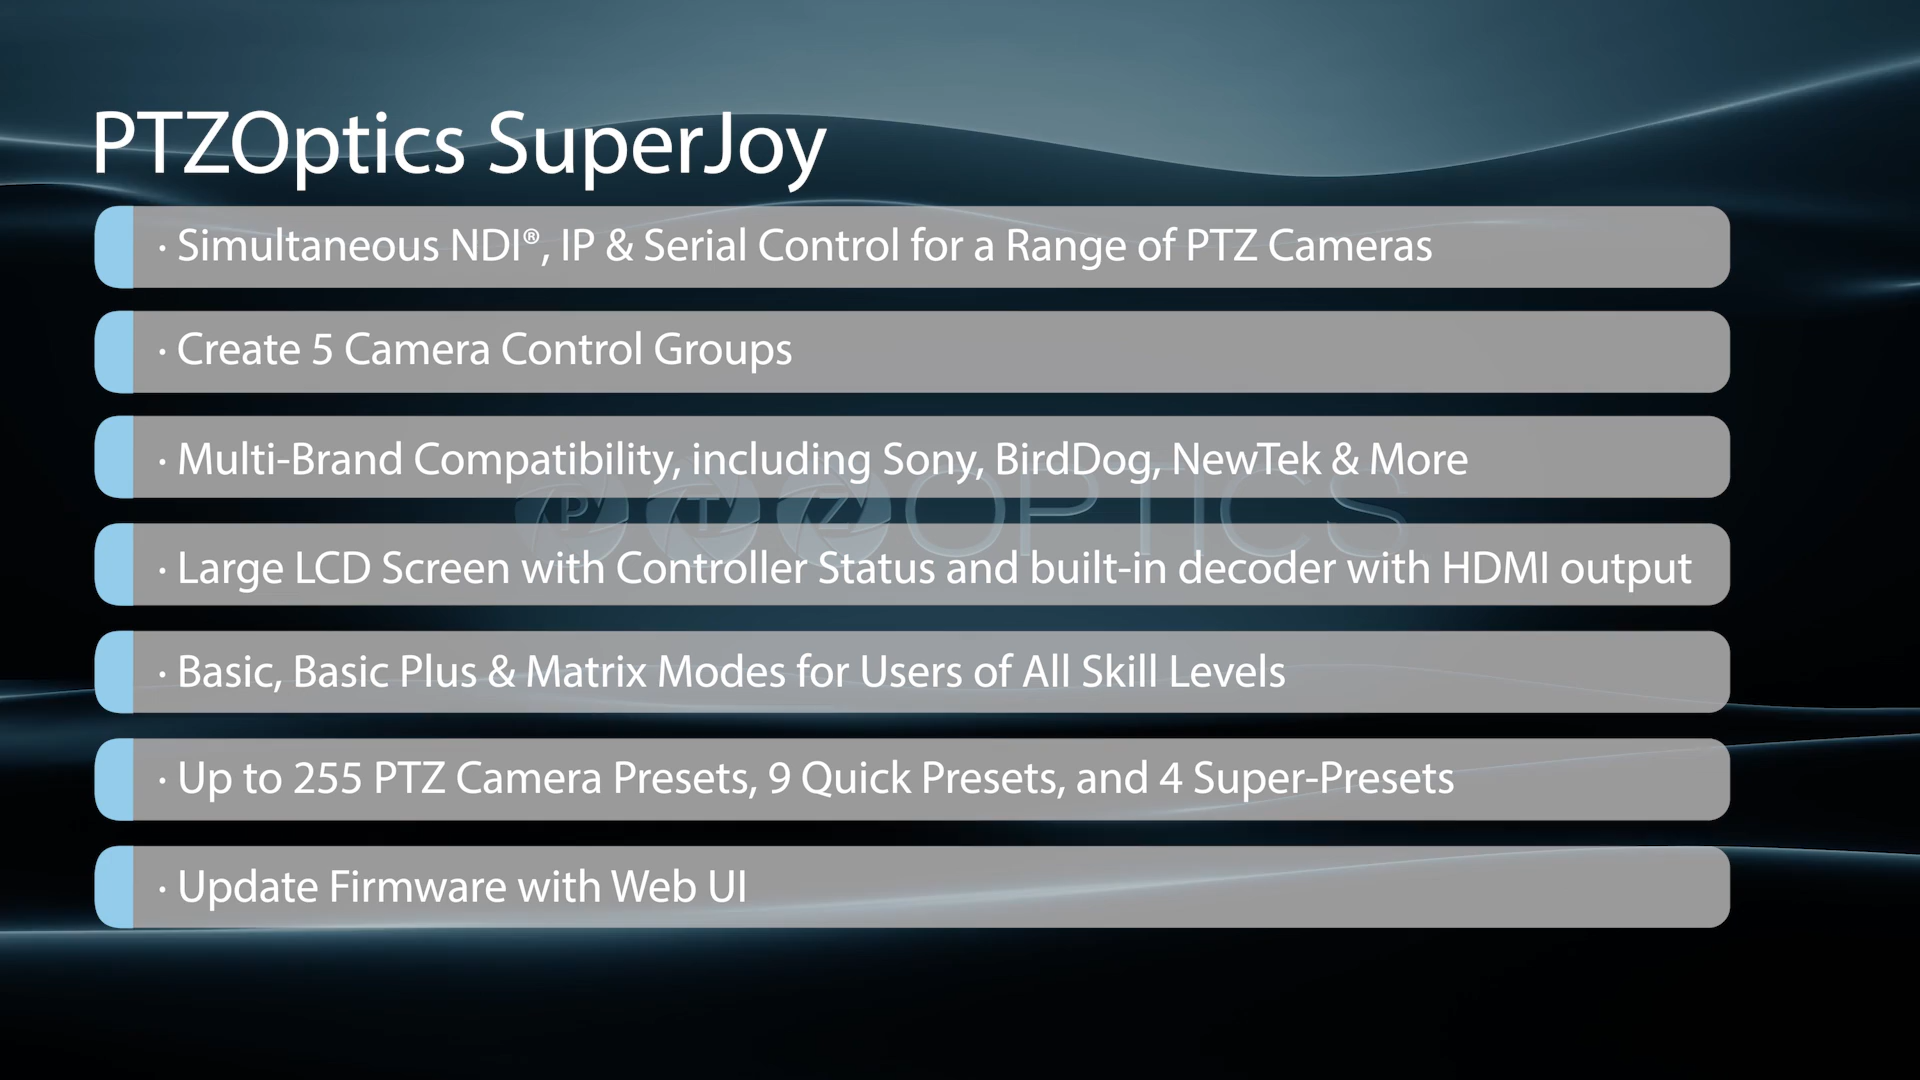 PTZOptics SuperJoy
· Simultaneous NDI®, IP & Serial Control for a Range of PTZ Cameras
· Create 5 Camera Control Groups
· Multi-Brand Compatibility, including Sony, BirdDog, NewTek & More
PTZOPTICS
· Large LCD Screen with Controller Status and built-in decoder with HDMI output
· Basic, Basic Plus & Matrix Modes for Users of All Skill Levels
· Up to 255 PTZ Camera Presets, 9 Quick Presets, and 4 Super-Presets
· Update Firmware with Web UI